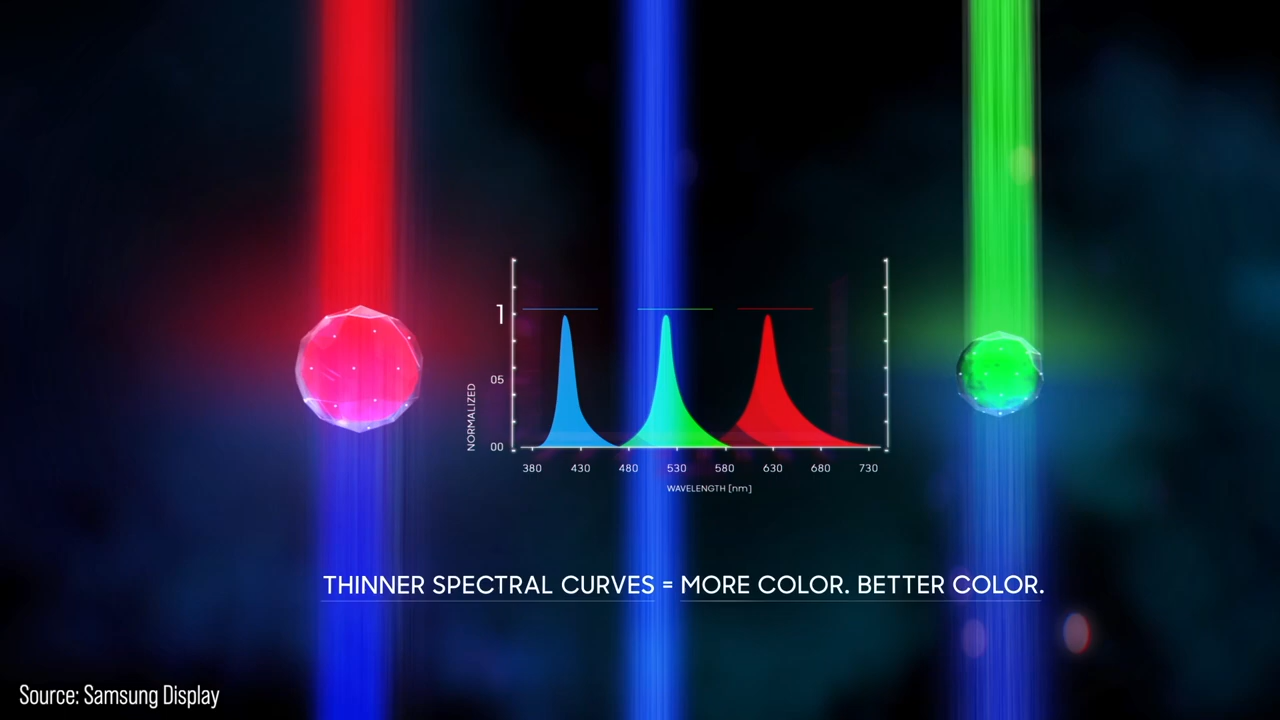 1
05
00
NORMALIZED
380 430 480 530 580 630 680 730
WAVELENGTH [nm]
THINNER SPECTRAL CURVES = MORE COLOR. BETTER COLOR.
Source: Samsung Display